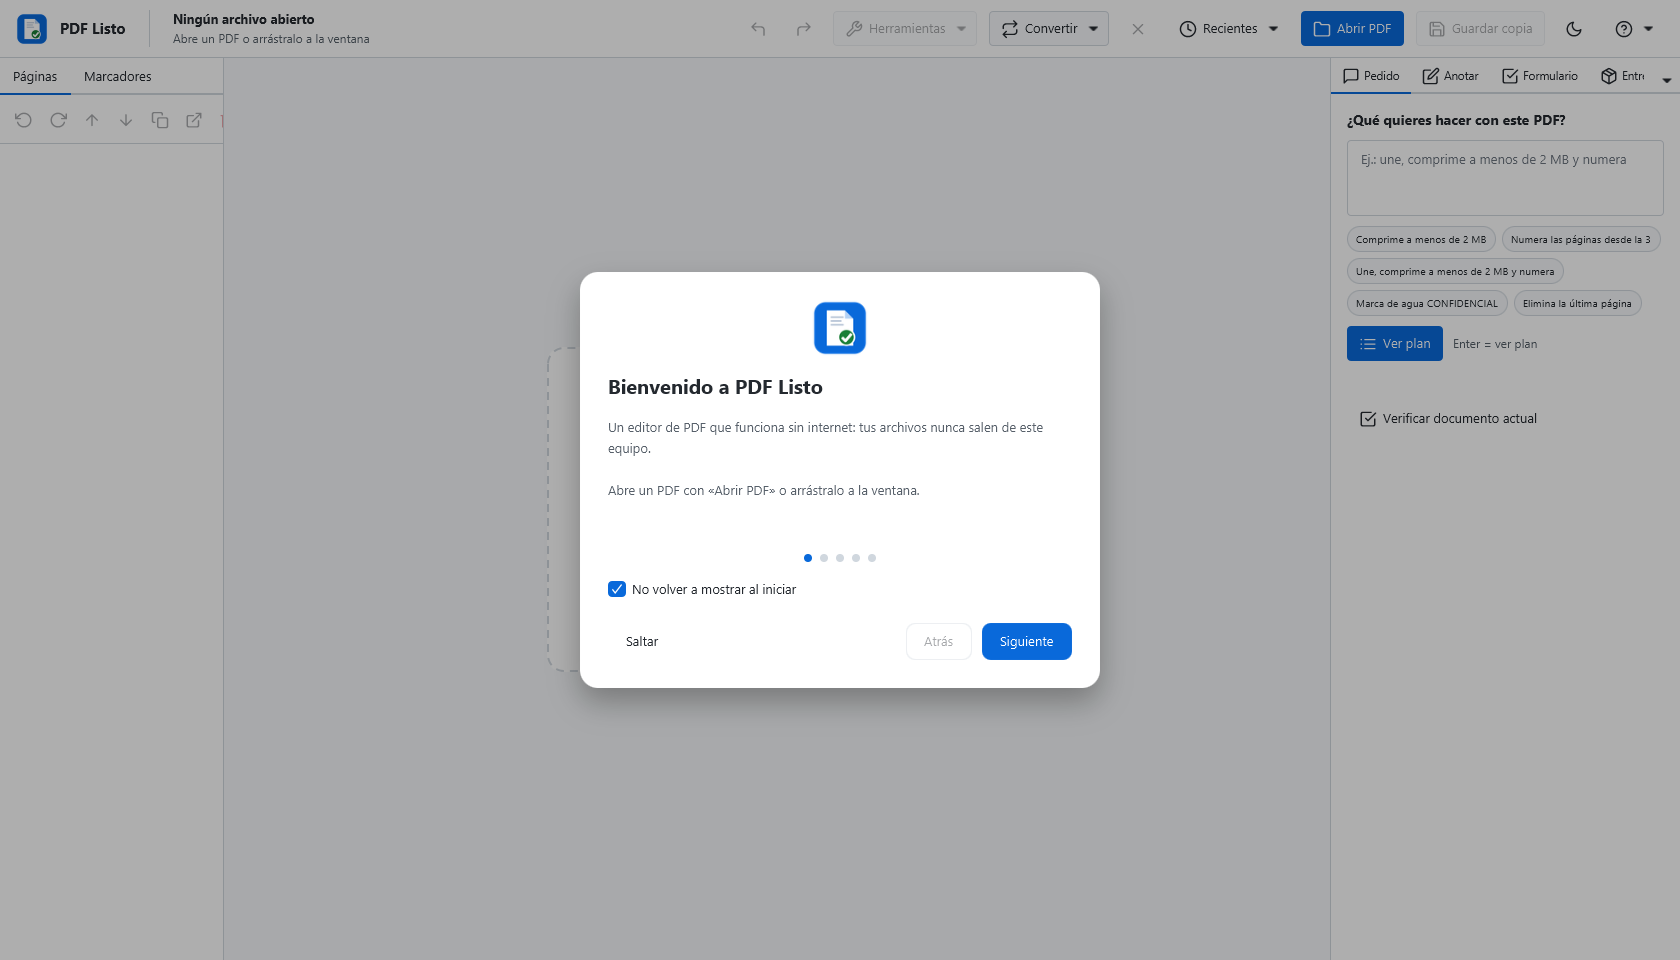 PDF Listo
Ningún archivo abierto
Abre un PDF o arrástralo a la ventana
Herramientas
Convertir
Recientes
Abrir PDF
Guardar copia
Páginas
Marcadores
Pedido
Anotar
Formulario
Entre
¿Qué quieres hacer con este PDF?
Ej.: une, comprime a menos de 2 MB y numera
Comprime a menos de 2 MB
Numera las páginas desde la 3
Une, comprime a menos de 2 MB y numera
Marca de agua CONFIDENCIAL
Elimina la última página
Ver plan
Enter = ver plan
Verificar documento actual
Bienvenido a PDF Listo
Un editor de PDF que funciona sin internet: tus archivos nunca salen de este
equipo.
Abre un PDF con «Abrir PDF» o arrástralo a la ventana.
No volver a mostrar al iniciar
Saltar
Atrás
Siguiente